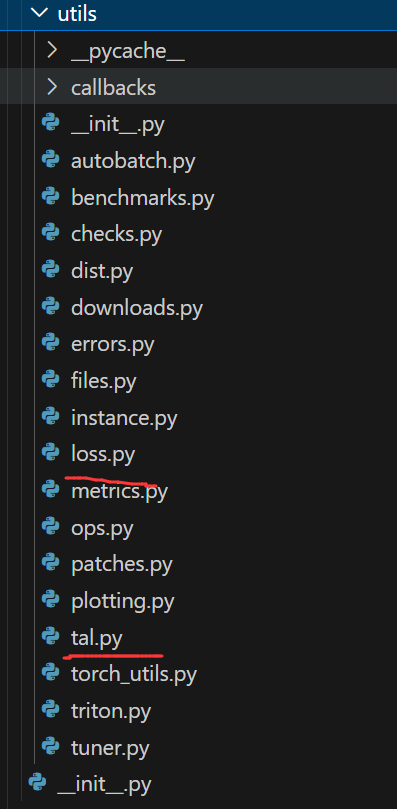 utils
__pycache__
callbacks
__init__.py
autobatch.py
benchmarks.py
checks.py
dist.py
downloads.py
errors.py
files.py
instance.py
loss.py
metrics.py
ops.py
patches.py
plotting.py
tal.py
torch_utils.py
triton.py
tuner.py
__init__.py